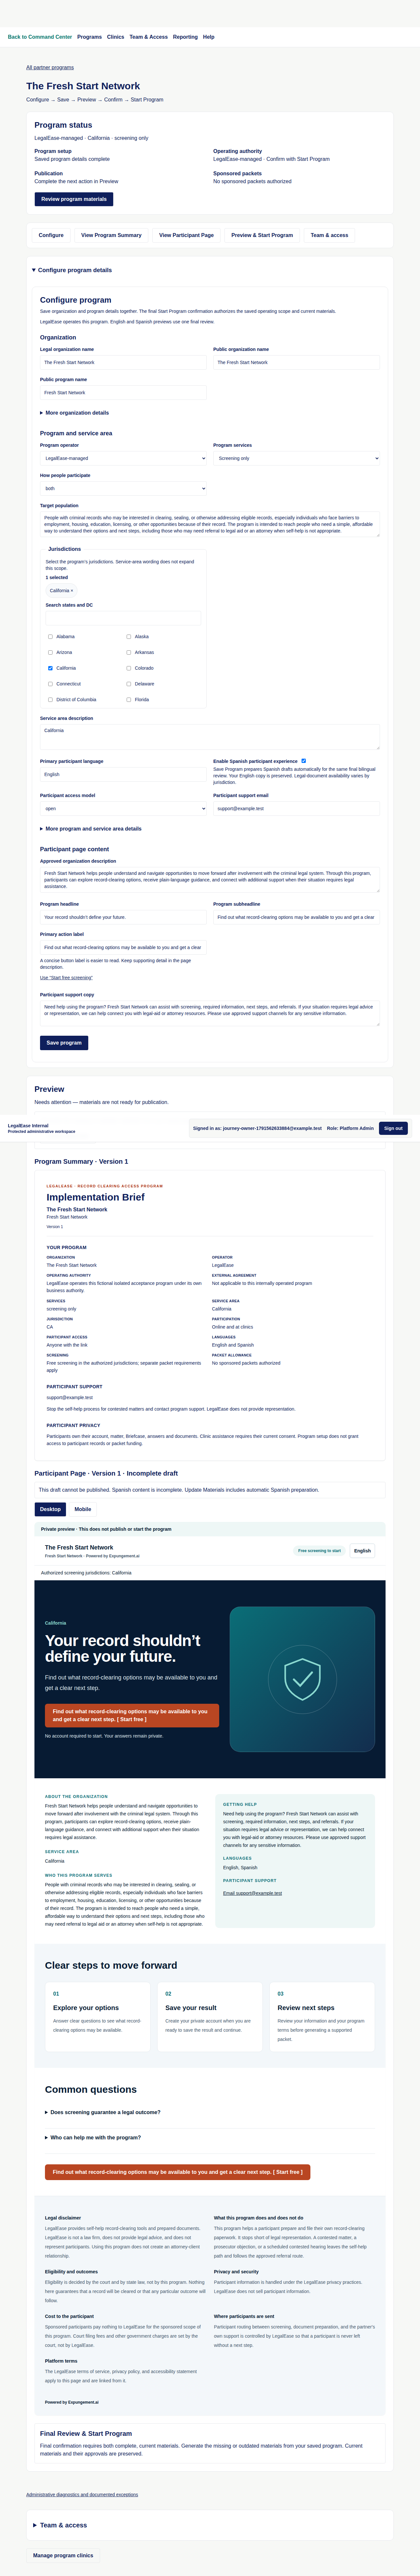 Back to Command Center Programs Clinics Team & Access Reporting Help
All partner programs
The Fresh Start Network
Configure → Save → Preview → Confirm → Start Program
Program status
LegalEase-managed · California · screening only
Program setup
Saved program details complete
Operating authority
LegalEase-managed · Confirm with Start Program
Publication
Complete the next action in Preview
Sponsored packets
No sponsored packets authorized
Review program materials
Configure View Program Summary View Participant Page Preview & Start Program Team & access
▼ Configure program details
Configure program
Save organization and program details together. The final Start Program confirmation authorizes the saved operating scope and current materials.
LegalEase operates this program. English and Spanish previews use one final review.
Organization
Legal organization name
The Fresh Start Network
Public organization name
The Fresh Start Network
Public program name
Fresh Start Network
▶ More organization details
Program and service area
Program operator
LegalEase-managed
Program services
Screening only
How people participate
both
Target population
People with criminal records who may be interested in clearing, sealing, or otherwise addressing eligible records, especially individuals who face barriers to
employment, housing, education, licensing, or other opportunities because of their record. The program is intended to reach people who need a simple, affordable
way to understand their options and next steps, including those who may need referral to legal aid or an attorney when self-help is not appropriate.
Jurisdictions
Select the program's jurisdictions. Service-area wording does not expand
this scope.
1 selected
California ×
Search states and DC
Alabama Alaska
Arizona Arkansas
California Colorado
Connecticut Delaware
District of Columbia Florida
Service area description
California
Primary participant language
English
Enable Spanish participant experience
Save Program prepares Spanish drafts automatically for the same final bilingual
review. Your English copy is preserved. Legal-document availability varies by
jurisdiction.
Participant access model
open
Participant support email
support@example.test
▶ More program and service area details
Participant page content
Approved organization description
Fresh Start Network helps people understand and navigate opportunities to move forward after involvement with the criminal legal system. Through this program,
participants can explore record-clearing options, receive plain-language guidance, and connect with additional support when their situation requires legal
assistance.
Program headline
Your record shouldn't define your future.
Program subheadline
Find out what record-clearing options may be available to you and get a clear
Primary action label
Find out what record-clearing options may be available to you and get a clear
A concise button label is easier to read. Keep supporting detail in the page
description.
Use "Start free screening"
Participant support copy
Need help using the program? Fresh Start Network can assist with screening, required information, next steps, and referrals. If your situation requires legal advice
or representation, we can help connect you with legal-aid or attorney resources. Please use approved support channels for any sensitive information.
Save program
Preview
Needs attention — materials are not ready for publication.
LegalEase Internal
Protected administrative workspace
Signed in as: journey-owner-1791562633884@example.test Role: Platform Admin Sign out
Program Summary · Version 1
LEGALEASE · RECORD CLEARING ACCESS PROGRAM
Implementation Brief
The Fresh Start Network
Fresh Start Network
Version 1
YOUR PROGRAM
ORGANIZATION
The Fresh Start Network
OPERATOR
LegalEase
OPERATING AUTHORITY
LegalEase operates this fictional isolated acceptance program under its own
business authority.
EXTERNAL AGREEMENT
Not applicable to this internally operated program
SERVICES
screening only
SERVICE AREA
California
JURISDICTION
CA
PARTICIPATION
Online and at clinics
PARTICIPANT ACCESS
Anyone with the link
LANGUAGES
English and Spanish
SCREENING
Free screening in the authorized jurisdictions; separate packet requirements
apply
PACKET ALLOWANCE
No sponsored packets authorized
PARTICIPANT SUPPORT
support@example.test
Stop the self-help process for contested matters and contact program support. LegalEase does not provide representation.
PARTICIPANT PRIVACY
Participants own their account, matter, Briefcase, answers and documents. Clinic assistance requires their current consent. Program setup does not grant
access to participant records or packet funding.
Participant Page · Version 1 · Incomplete draft
This draft cannot be published. Spanish content is incomplete. Update Materials includes automatic Spanish preparation.
Desktop Mobile
Private preview · This does not publish or start the program
The Fresh Start Network
Fresh Start Network · Powered by Expungement.ai
Free screening to start English
Authorized screening jurisdictions: California
California
Your record shouldn't
define your future.
Find out what record-clearing options may be available to you and
get a clear next step.
Find out what record-clearing options may be available to you
and get a clear next step. [ Start free ]
No account required to start. Your answers remain private.
ABOUT THE ORGANIZATION
Fresh Start Network helps people understand and navigate opportunities to
move forward after involvement with the criminal legal system. Through this
program, participants can explore record-clearing options, receive plain-
language guidance, and connect with additional support when their situation
requires legal assistance.
SERVICE AREA
California
WHO THIS PROGRAM SERVES
People with criminal records who may be interested in clearing, sealing, or
otherwise addressing eligible records, especially individuals who face barriers
to employment, housing, education, licensing, or other opportunities because
of their record. The program is intended to reach people who need a simple,
affordable way to understand their options and next steps, including those who
may need referral to legal aid or an attorney when self-help is not appropriate.
GETTING HELP
Need help using the program? Fresh Start Network can assist with
screening, required information, next steps, and referrals. If your
situation requires legal advice or representation, we can help connect
you with legal-aid or attorney resources. Please use approved support
channels for any sensitive information.
LANGUAGES
English, Spanish
PARTICIPANT SUPPORT
Email support@example.test
Clear steps to move forward
01
Explore your options
Answer clear questions to see what record-
clearing options may be available.
02
Save your result
Create your private account when you are
ready to save the result and continue.
03
Review next steps
Review your information and your program
terms before generating a supported
packet.
Common questions
▶ Does screening guarantee a legal outcome?
▶ Who can help me with the program?
Find out what record-clearing options may be available to you and get a clear next step. [ Start free ]
Legal disclaimer
LegalEase provides self-help record-clearing tools and prepared documents.
LegalEase is not a law firm, does not provide legal advice, and does not
represent participants. Using this program does not create an attorney-client
relationship.
What this program does and does not do
This program helps a participant prepare and file their own record-clearing
paperwork. It stops short of legal representation. A contested matter, a
prosecutor objection, or a scheduled contested hearing leaves the self-help
path and follows the approved referral route.
Eligibility and outcomes
Eligibility is decided by the court and by state law, not by this program. Nothing
here guarantees that a record will be cleared or that any particular outcome will
follow.
Privacy and security
Participant information is handled under the LegalEase privacy practices.
LegalEase does not sell participant information.
Cost to the participant
Sponsored participants pay nothing to LegalEase for the sponsored scope of
this program. Court filing fees and other government charges are set by the
court, not by LegalEase.
Where participants are sent
Participant routing between screening, document preparation, and the partner's
own support is controlled by LegalEase so that a participant is never left
without a next step.
Platform terms
The LegalEase terms of service, privacy policy, and accessibility statement
apply to this page and are linked from it.
Powered by Expungement.ai
Final Review & Start Program
Final confirmation requires both complete, current materials. Generate the missing or outdated materials from your saved program. Current
materials and their approvals are preserved.
Administrative diagnostics and documented exceptions
▶ Team & access
Manage program clinics